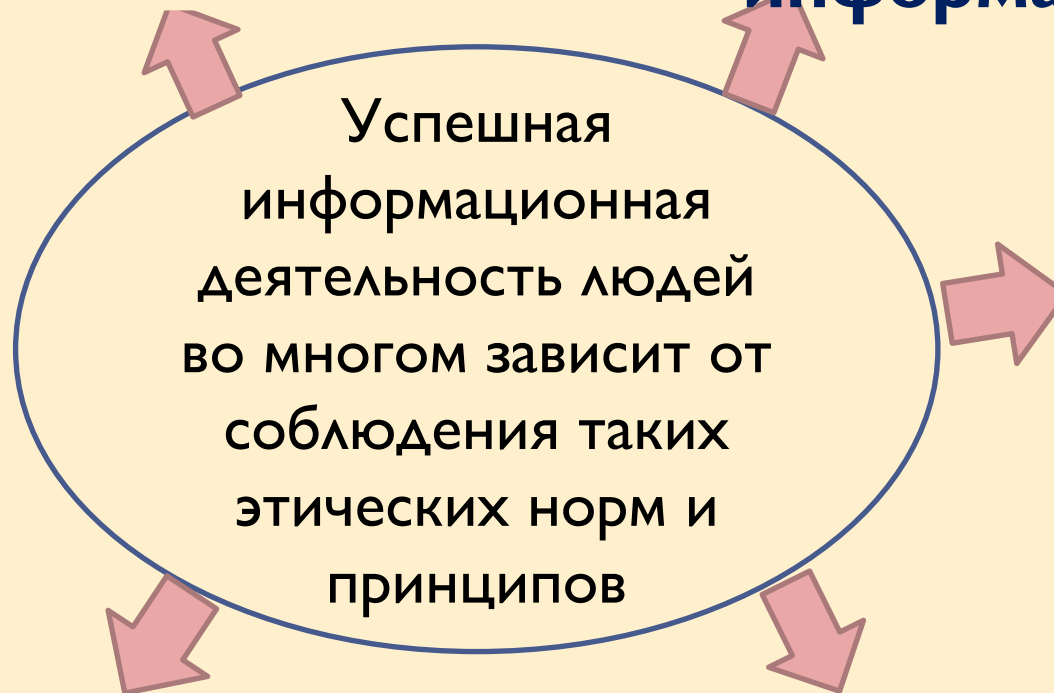 Успешная
информационная
деятельность людей
во многом зависит от
соблюдения таких
этических норм и
принципов